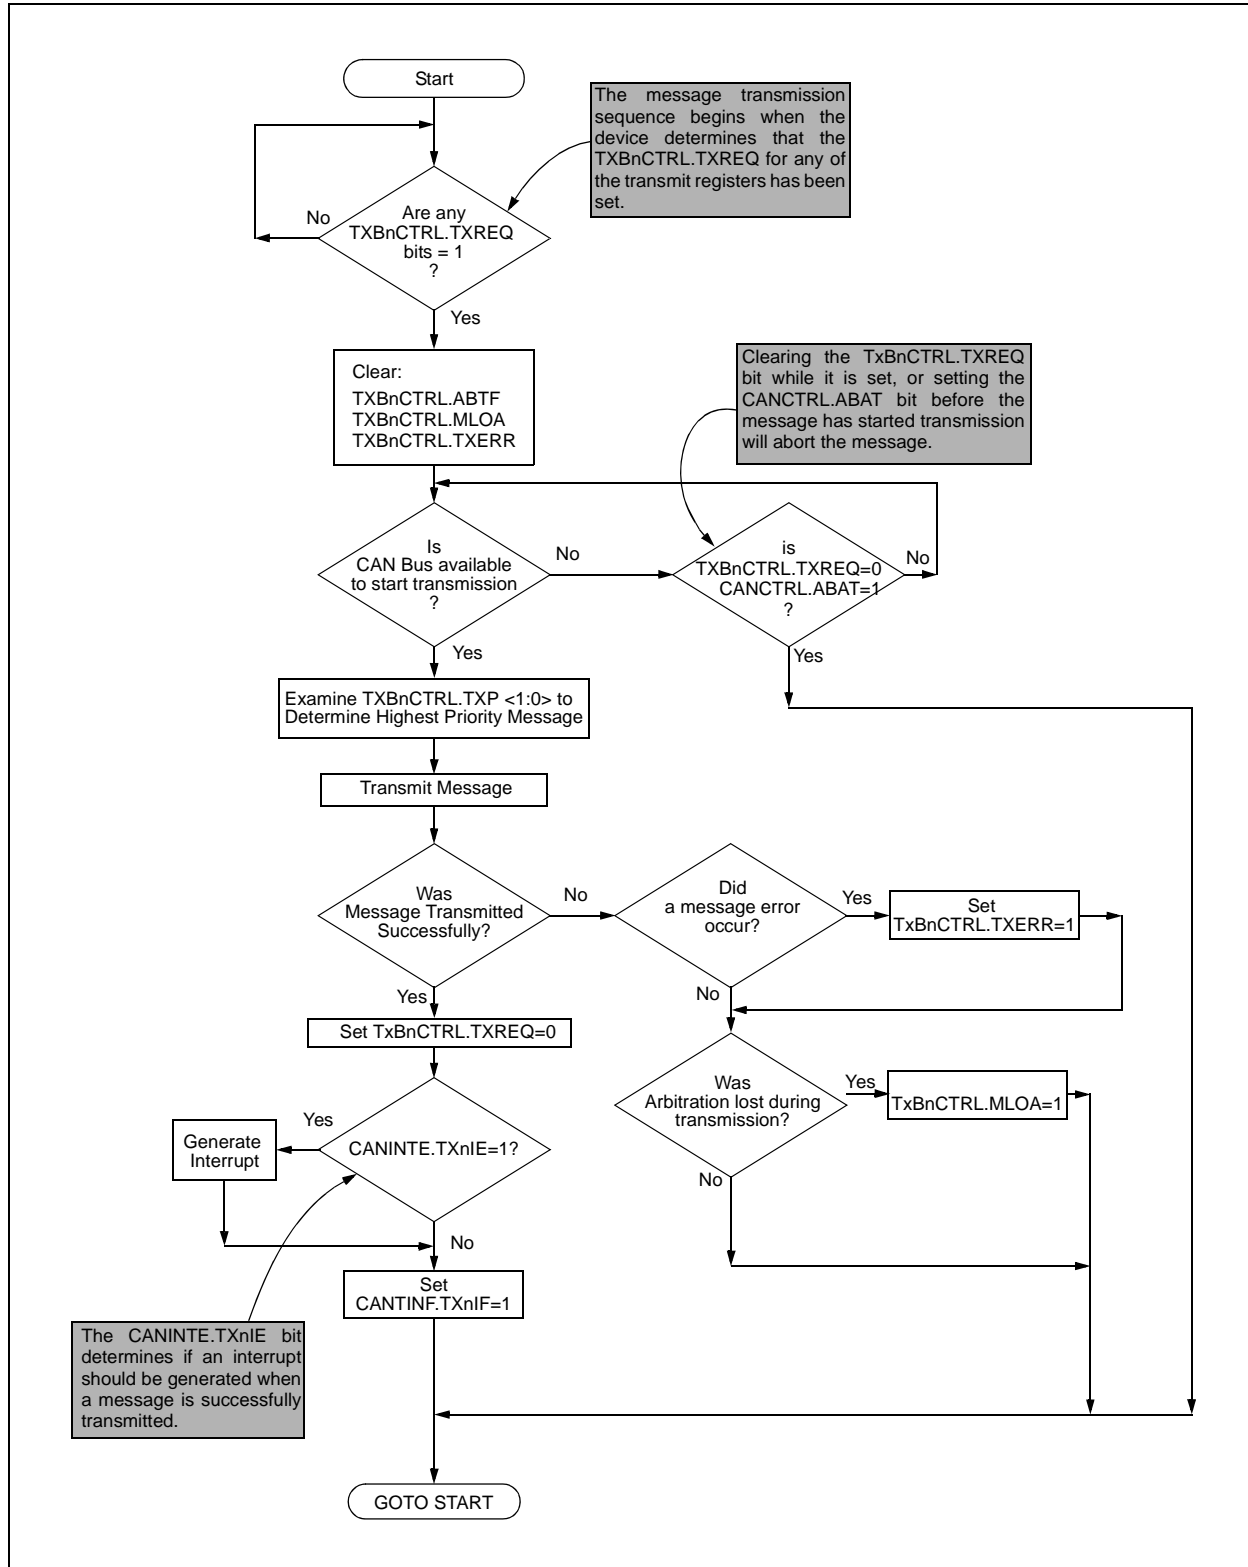 Start
The message transmission
sequence begins when the
device determines that the
TXBnCTRL.TXREQ for any of
the transmit registers has been
set.
No
Are any
TXBnCTRL.TXREQ
bits = 1
?
Yes
Clear:
TXBnCTRL.ABTF
TXBnCTRL.MLOA
TXBnCTRL.TXERR
Clearing the TxBnCTRL.TXREQ
bit while it is set, or setting the
CANCTRL.ABAT bit before the
message has started transmission
will abort the message.
Is
CAN Bus available
to start transmission
?
No
is
TXBnCTRL.TXREQ=0
CANCTRL.ABAT=1
?
No
Yes
Yes
Examine TXBnCTRL.TXP <1:0> to
Determine Highest Priority Message
Transmit Message
Was
Message Transmitted
Successfully?
No
Did
a message error
occur?
Yes
Set
TxBnCTRL.TXERR=1
Yes
No
Set TxBnCTRL.TXREQ=0
Was
Arbitration lost during
transmission?
Yes
TxBnCTRL.MLOA=1
Yes
Generate
Interrupt
CANINTE.TXnIE=1?
No
No
Set
CANTINF.TXnIF=1
The CANINTE.TXnIE bit
determines if an interrupt
should be generated when
a message is successfully
transmitted.
GOTO START